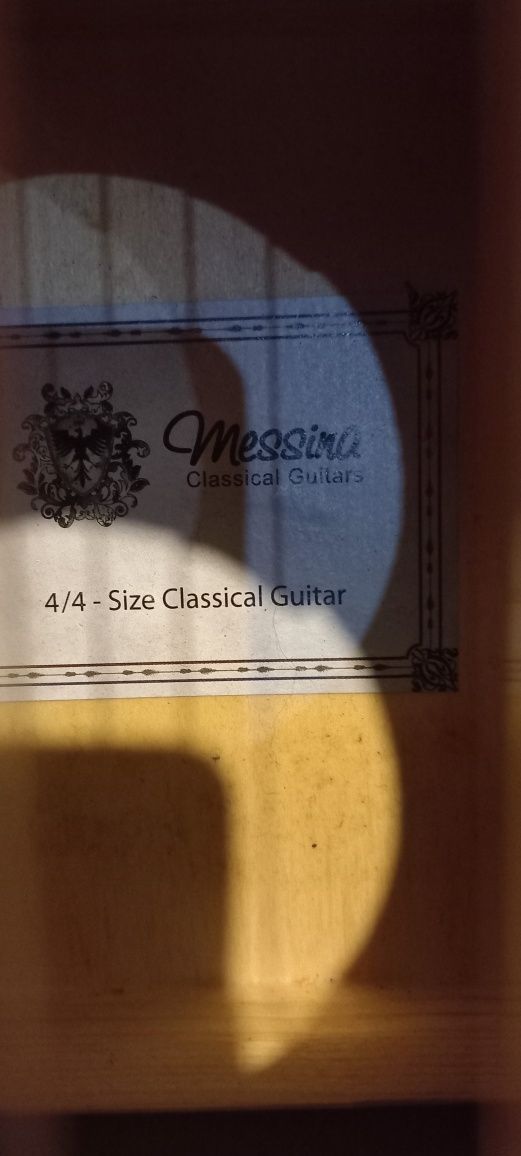 Messina
Classical Guitars
4/4 - Size Classical Guitar